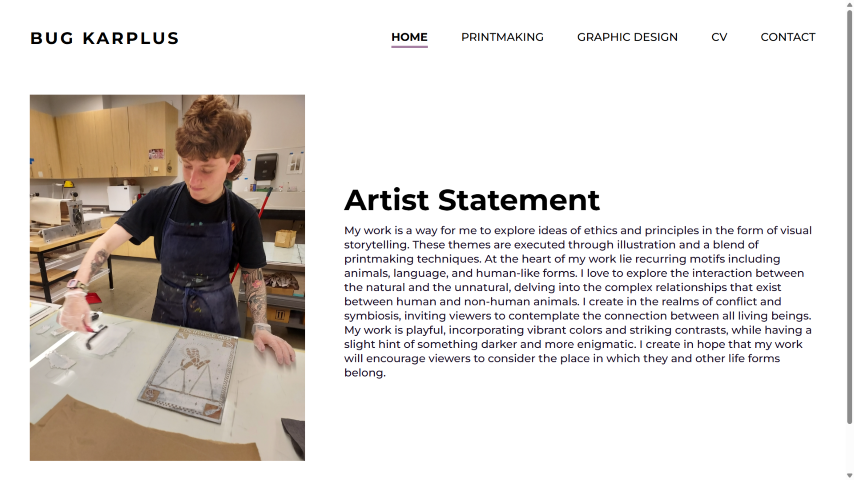 BUG KARPLUS
HOME PRINTMAKING GRAPHIC DESIGN CV CONTACT
Artist Statement
My work is a way for me to explore ideas of ethics and principles in the form of visual
storytelling. These themes are executed through illustration and a blend of
printmaking techniques. At the heart of my work lie recurring motifs including
animals, language, and human-like forms. I love to explore the interaction between
the natural and the unnatural, delving into the complex relationships that exist
between human and non-human animals. I create in the realms of conflict and
symbiosis, inviting viewers to contemplate the connection between all living beings.
My work is playful, incorporating vibrant colors and striking contrasts, while having a
slight hint of something darker and more enigmatic. I create in hope that my work
will encourage viewers to consider the place in which they and other life forms
belong.